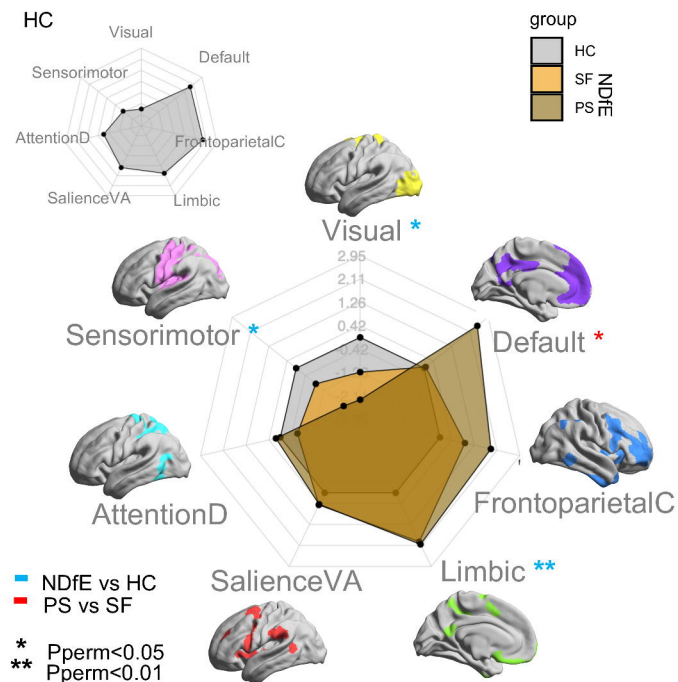 HC
Visual
Default
Sensorimotor
AttentionD
FrontoparietalC
SalienceVA
Limbic
group
HC
SF
PS
NDfE
Visual *
2.95
2.11
1.26
0.42
-0.42
Sensorimotor *
Default *
AttentionD
FrontoparietalC
SalienceVA
Limbic **
NDfE vs HC
PS vs SF
* Pperm<0.05
** Pperm<0.01